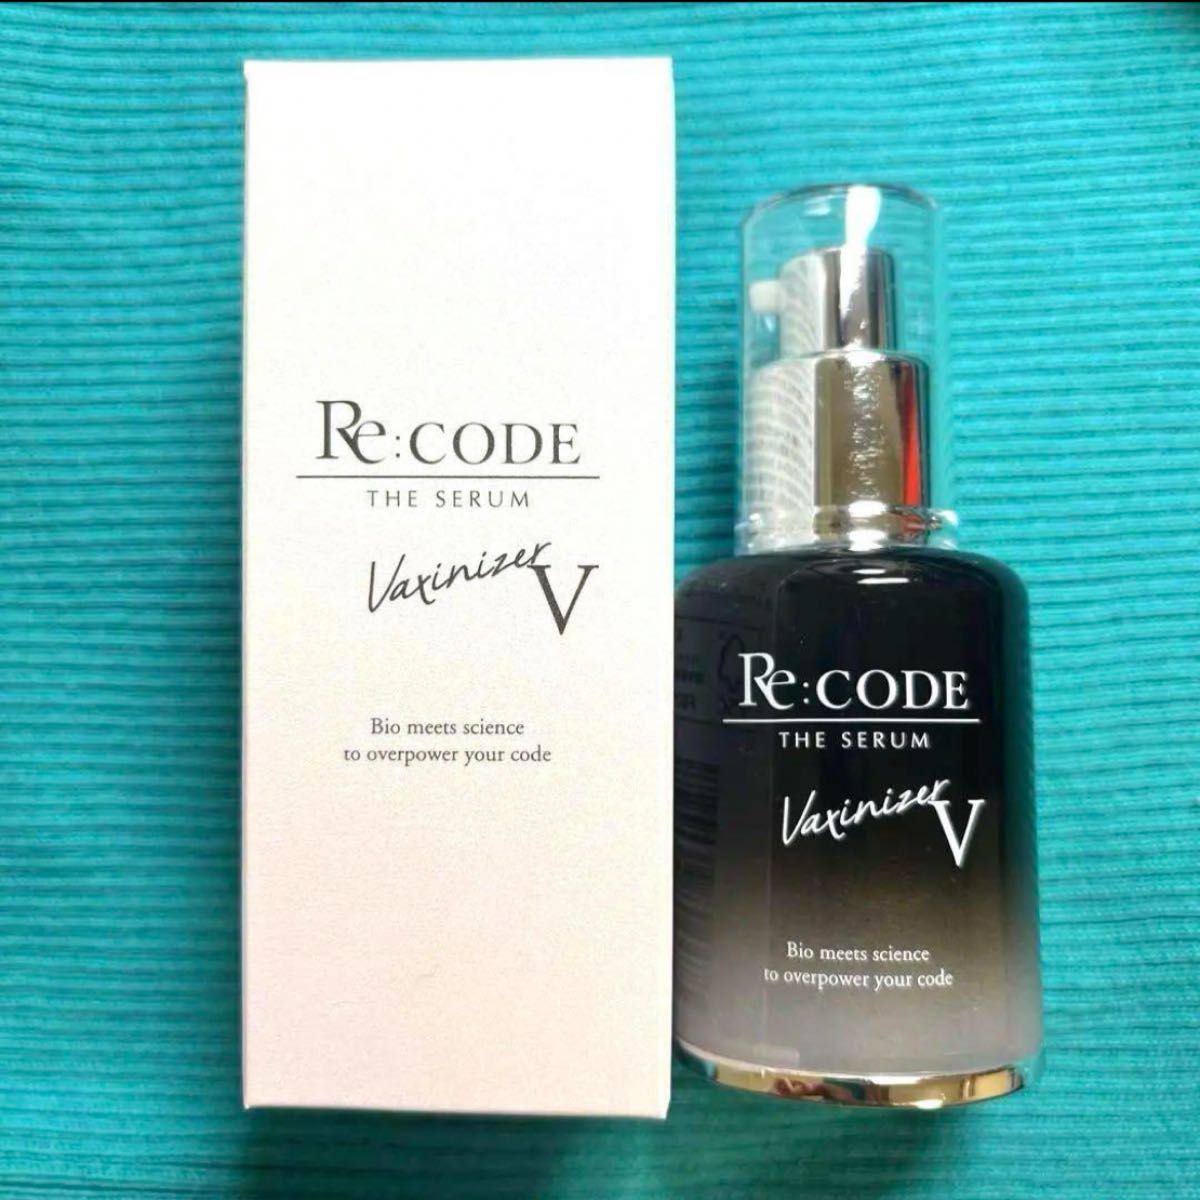 Re:CODE
THE SERUM
Vaxinizer V
Bio meets science
to overpower your code
Re:CODE
THE SERUM
Vaxinizer V
Bio meets science
to overpower your code